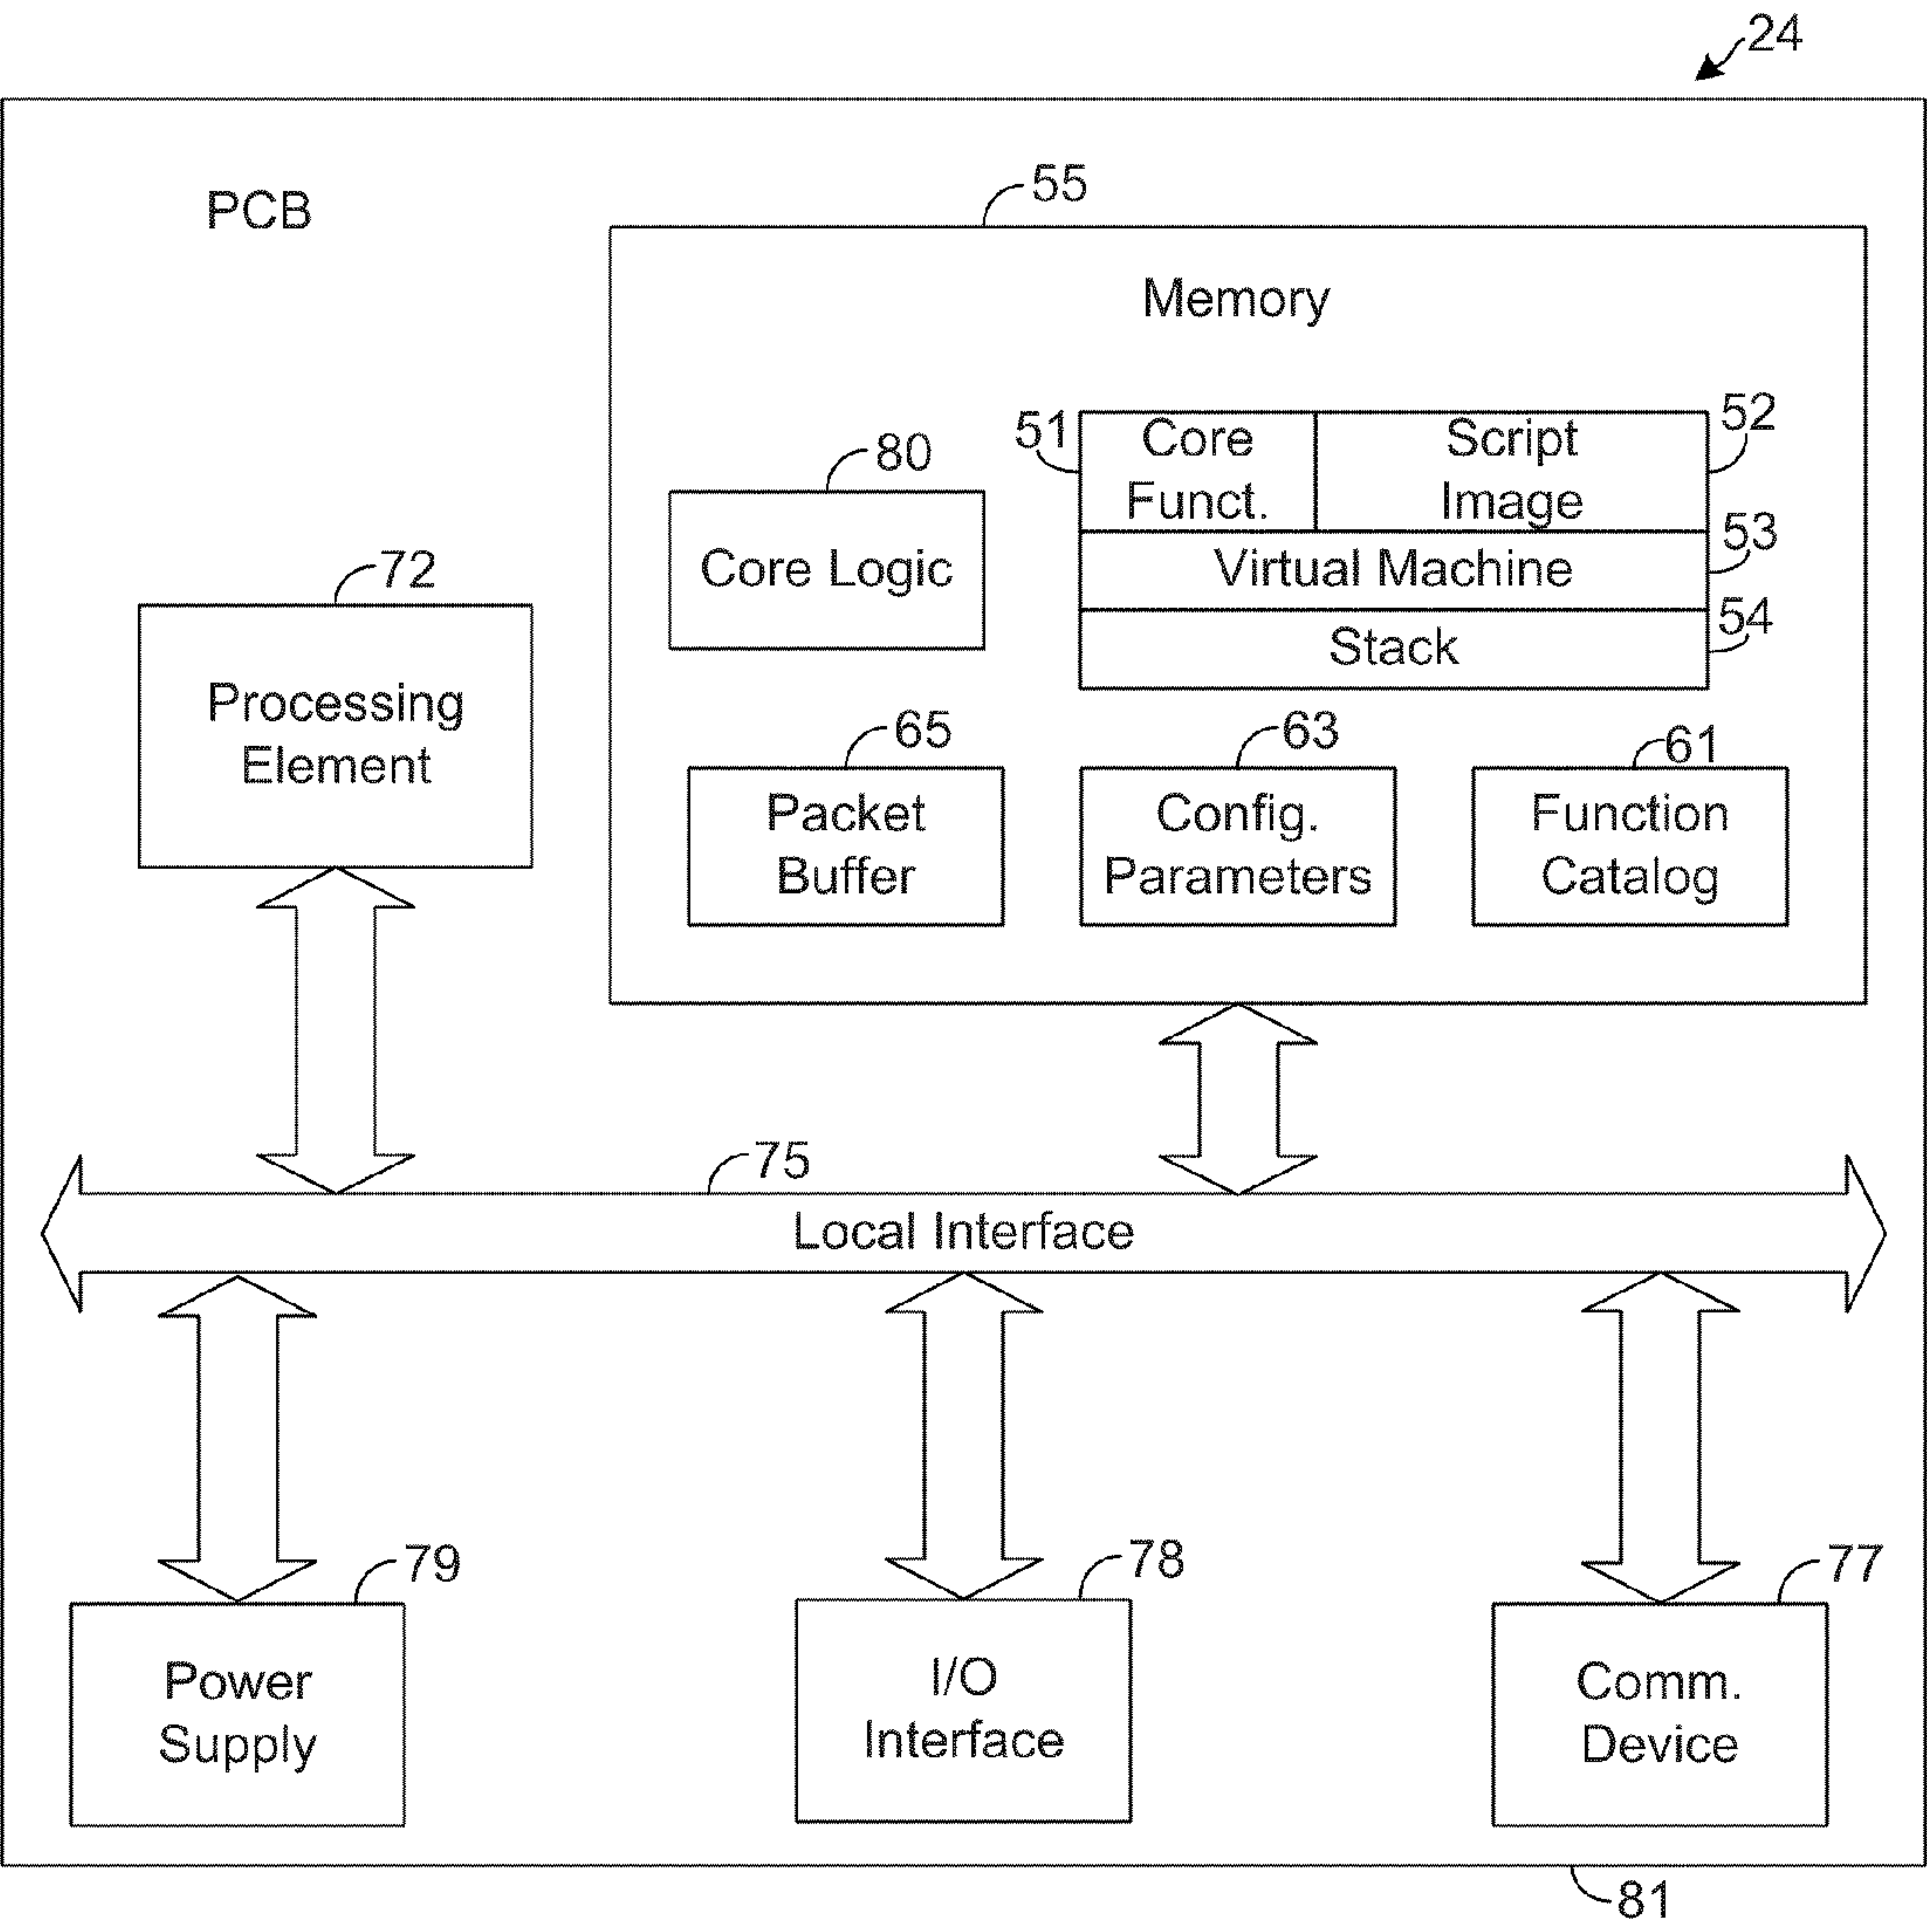 24
PCB
55
Memory
51
Core
Funct.
Script
Image
52
80
Core Logic
Virtual Machine
53
Stack
54
72
Processing
Element
65
Packet
Buffer
63
Config.
Parameters
61
Function
Catalog
75
Local Interface
79
Power
Supply
78
I/O
Interface
77
Comm.
Device
81